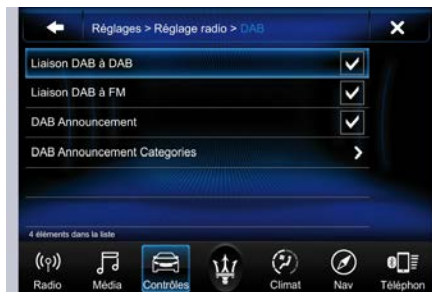 Réglages > Réglage radio > DAB
Liaison DAB à DAB
Liaison DAB à FM
DAB Announcement
DAB Announcement Categories
4 éléments dans la liste
Radio Média Contrôles Climat Nav Téléphon